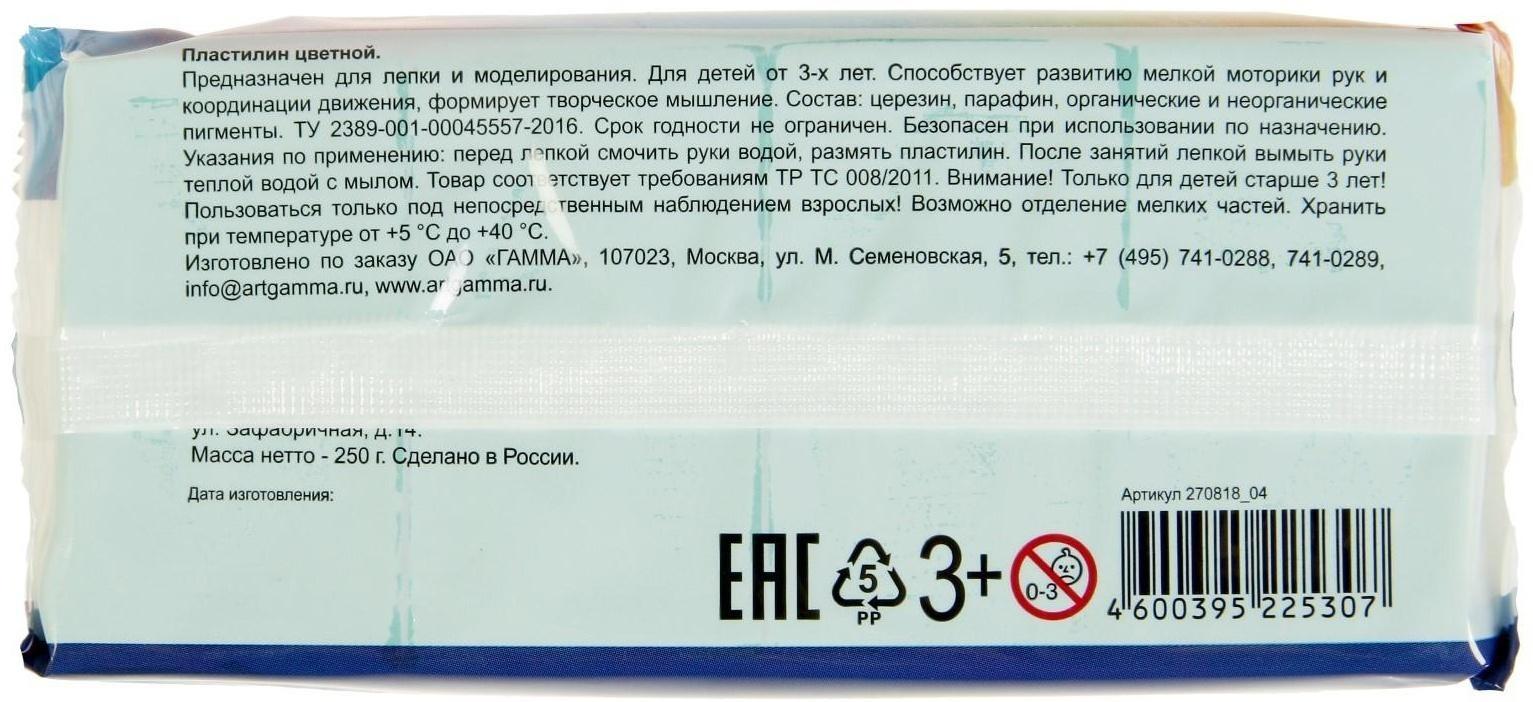 Пластилин цветной.
Предназначен для лепки и моделирования. Для детей от 3-х лет. Способствует развитию мелкой моторики рук и
координации движения, формирует творческое мышление. Состав: церезин, парафин, органические и неорганические
пигменты. ТУ 2389-001-00045557-2016. Срок годности не ограничен. Безопасен при использовании по назначению.
Указания по применению: перед лепкой смочить руки водой, размять пластилин. После занятий лепкой вымыть руки
теплой водой с мылом. Товар соответствует требованиям ТР ТС 008/2011. Внимание! Только для детей старше 3 лет!
Пользоваться только под непосредственным наблюдением взрослых! Возможно отделение мелких частей. Хранить
при температуре от +5 °C до +40 °C.
Изготовлено по заказу ОАО «ГАММА», 107023, Москва, ул. М. Семеновская, 5, тел.: +7 (495) 741-0288, 741-0289,
info@artgamma.ru, www.artgamma.ru.
ул. Зафабричная, д.14.
Масса нетто - 250 г. Сделано в России.
Дата изготовления:
Артикул 270818_04
EAC 5 PP 3+ 0-3
4 600395 225307